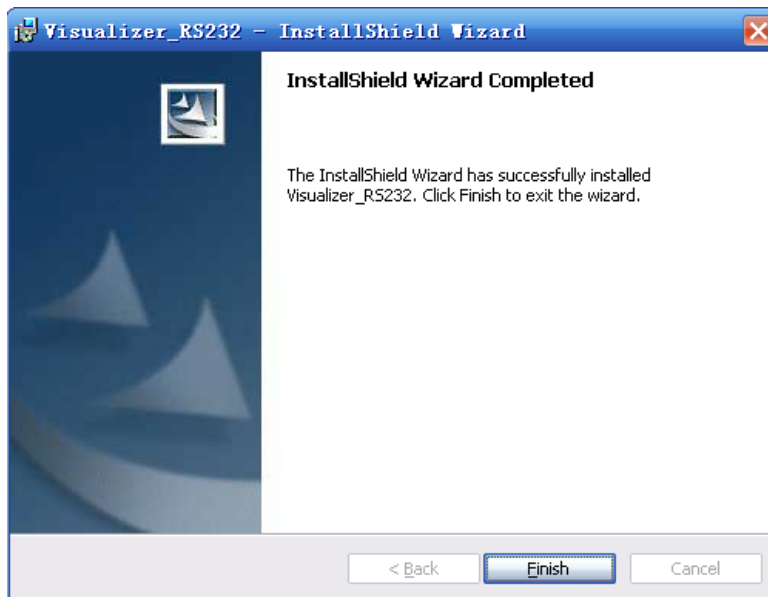 Visualizer_RS232 - InstallShield Wizard
InstallShield Wizard Completed
The InstallShield Wizard has successfully installed
Visualizer_RS232. Click Finish to exit the wizard.
< Back
Finish
Cancel